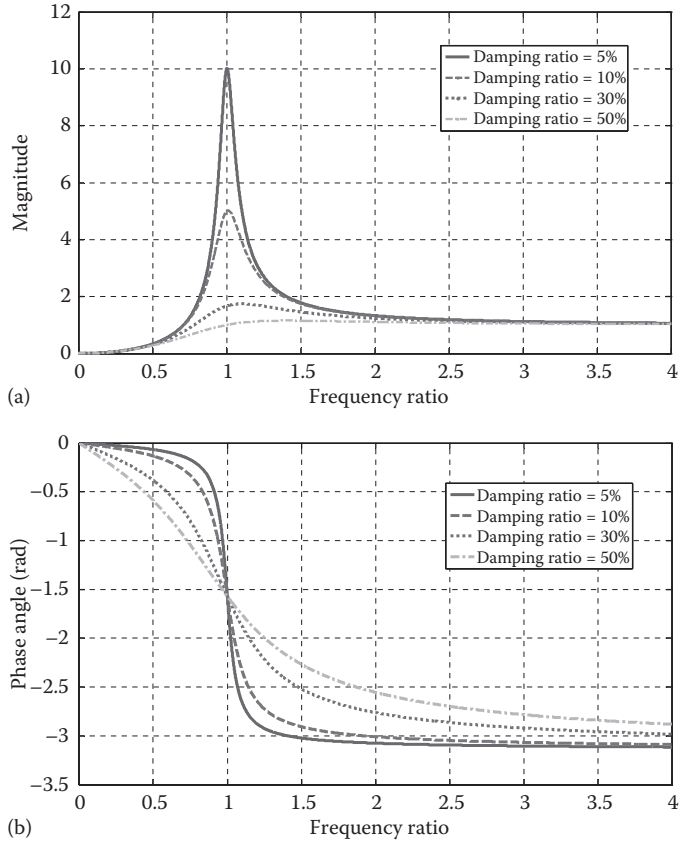 12
10
8
6
4
2
0
Magnitude
Damping ratio = 5%
Damping ratio = 10%
Damping ratio = 30%
Damping ratio = 50%
0 0.5 1 1.5 2 2.5 3 3.5 4
(a) Frequency ratio
0
−0.5
−1
−1.5
−2
−2.5
−3
−3.5
Phase angle (rad)
Damping ratio = 5%
Damping ratio = 10%
Damping ratio = 30%
Damping ratio = 50%
0 0.5 1 1.5 2 2.5 3 3.5 4
(b) Frequency ratio